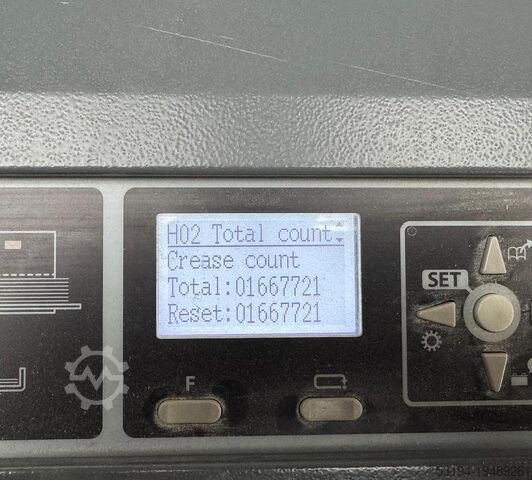 H02 Total count
Crease count
Total:01667721
Reset:01667721
SET
F